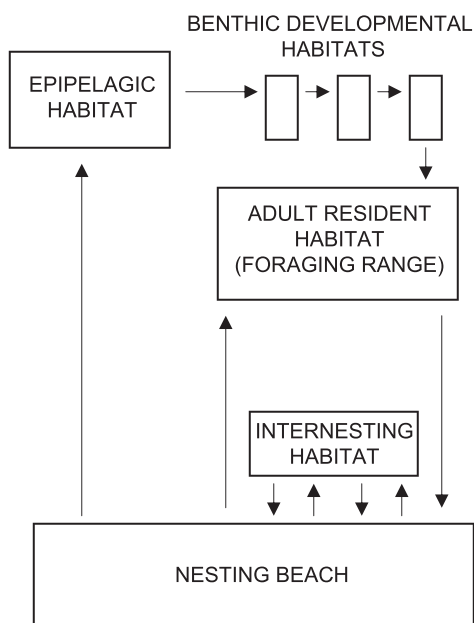 BENTHIC DEVELOPMENTAL
HABITATS
EPIPELAGIC
HABITAT
ADULT RESIDENT
HABITAT
(FORAGING RANGE)
INTERNESTING
HABITAT
NESTING BEACH